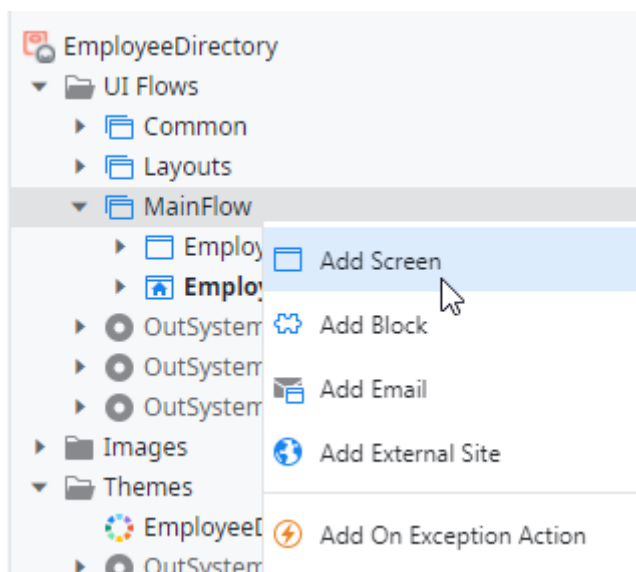 EmployeeDirectory
UI Flows
Common
Layouts
MainFlow
Employ
Add Screen
Employ
OutSystem
Add Block
OutSystem
Add Email
OutSystem
Images
Add External Site
Themes
Employee
Add On Exception Action
OutSystem